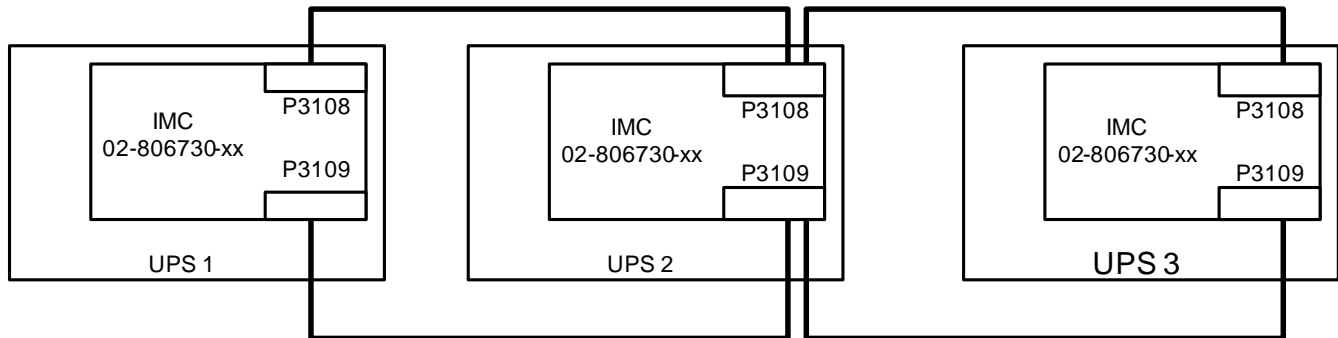 IMC
02-806730-xx
P3108
P3109
UPS 1
IMC
02-806730-xx
P3108
P3109
UPS 2
IMC
02-806730-xx
P3108
P3109
UPS 3